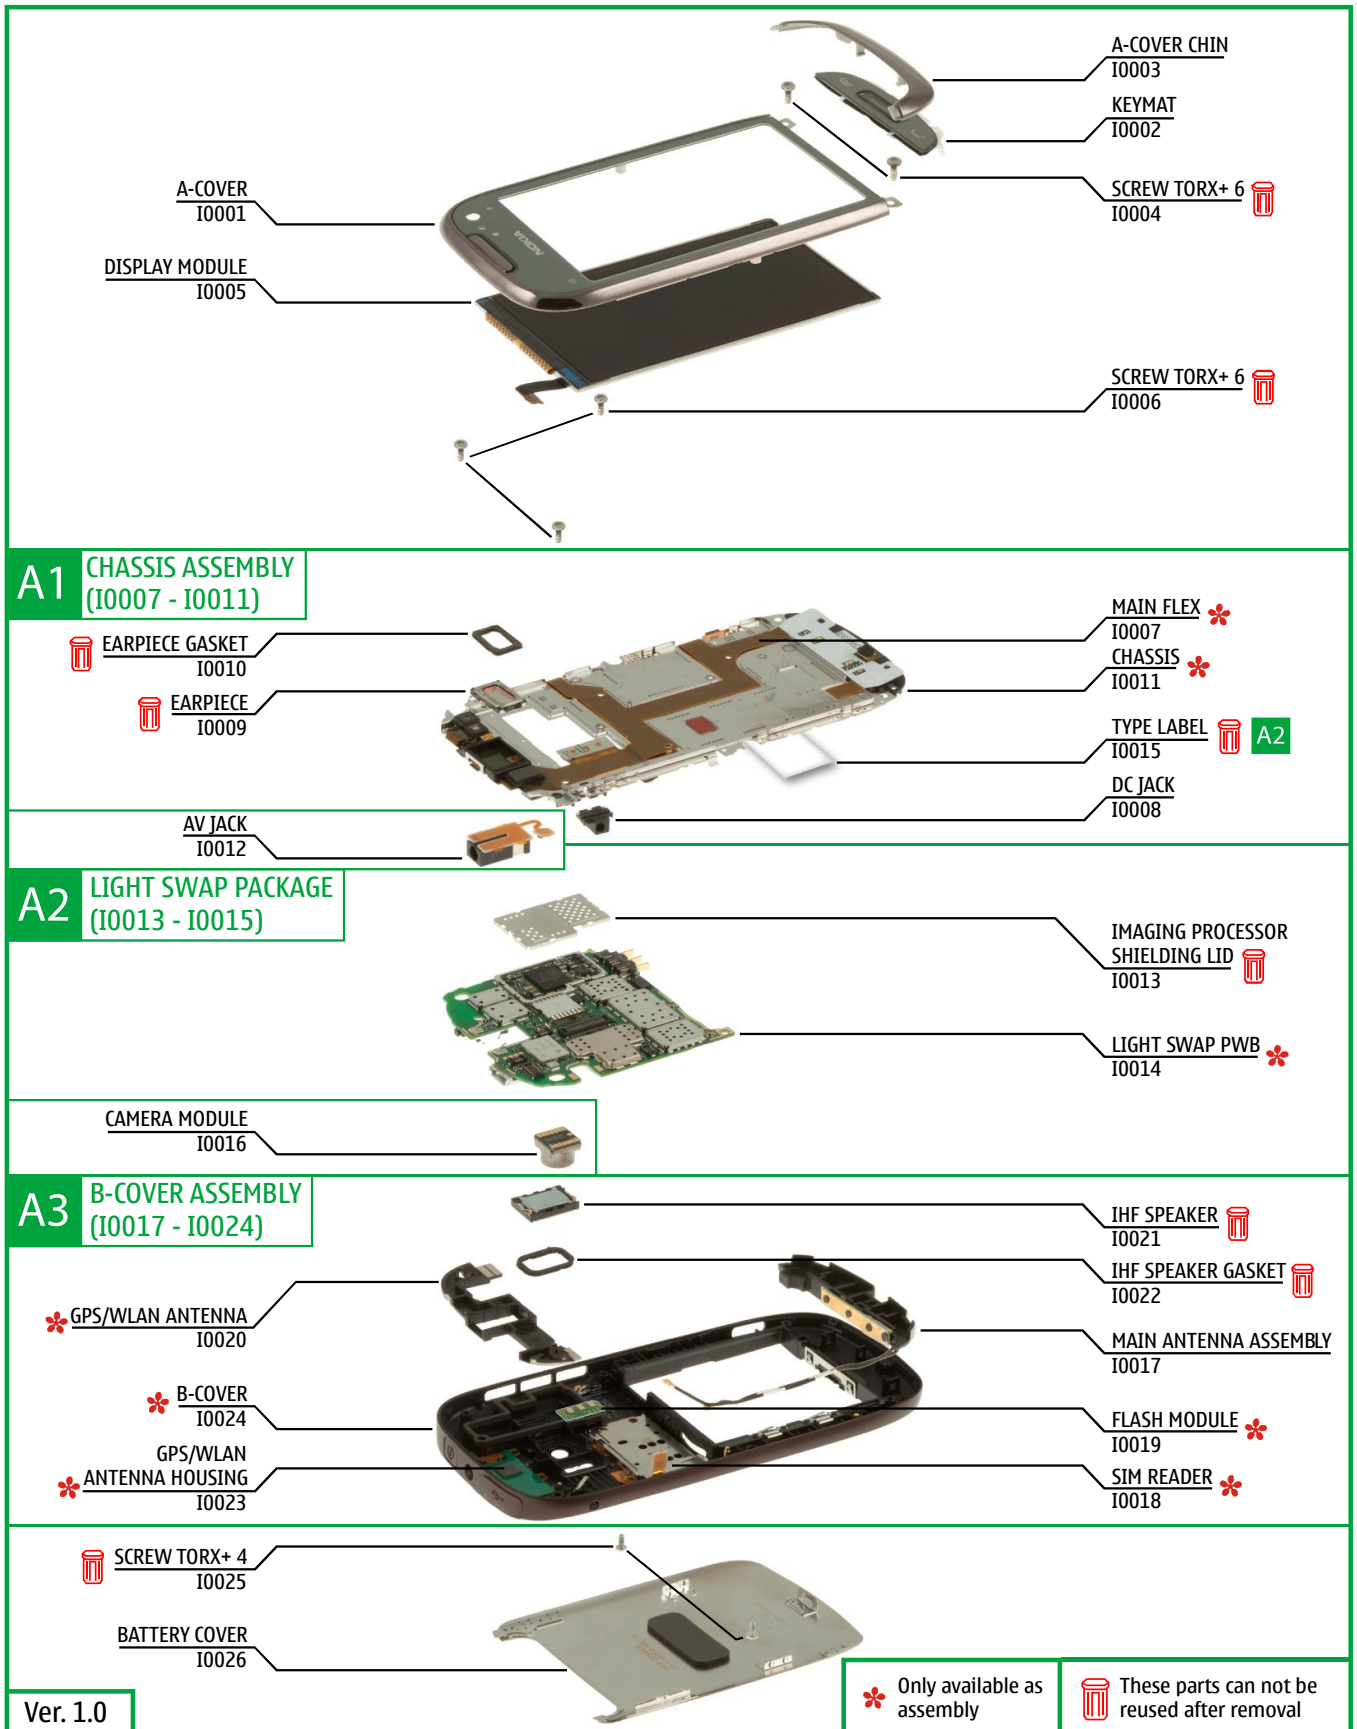 A-COVER CHIN
I0003
KEYMAT
I0002
A-COVER
I0001
SCREW TORX+ 6
I0004
NOKIA
DISPLAY MODULE
I0005
SCREW TORX+ 6
I0006
A1
CHASSIS ASSEMBLY
(I0007 - I0011)
MAIN FLEX
I0007
EARPIECE GASKET
I0010
CHASSIS
I0011
EARPIECE
I0009
TYPE LABEL
A2
I0015
DC JACK
I0008
AV JACK
I0012
A2
LIGHT SWAP PACKAGE
(I0013 - I0015)
IMAGING PROCESSOR
SHIELDING LID
I0013
LIGHT SWAP PWB
I0014
CAMERA MODULE
I0016
A3
B-COVER ASSEMBLY
(I0017 - I0024)
IHF SPEAKER
I0021
IHF SPEAKER GASKET
I0022
GPS/WLAN ANTENNA
I0020
MAIN ANTENNA ASSEMBLY
I0017
B-COVER
I0024
FLASH MODULE
I0019
GPS/WLAN
ANTENNA HOUSING
I0023
SIM READER
I0018
SCREW TORX+ 4
I0025
BATTERY COVER
I0026
Ver. 1.0
Only available as
assembly
These parts can not be
reused after removal